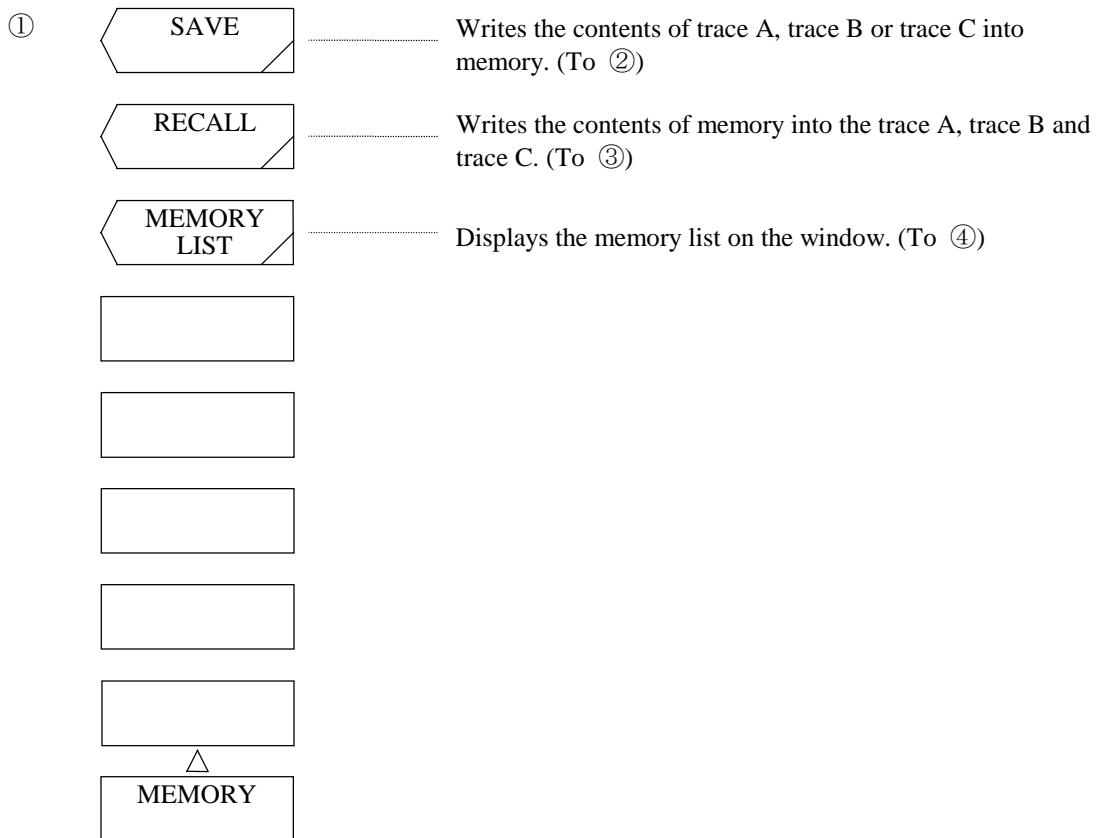 ①
SAVE
Writes the contents of trace A, trace B or trace C into
memory. (To ②)
RECALL
Writes the contents of memory into the trace A, trace B and
trace C. (To ③)
MEMORY
LIST
Displays the memory list on the window. (To ④)
MEMORY